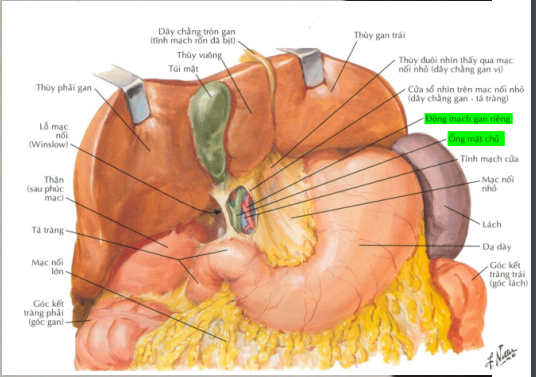 Dây chằng tròn gan
(tĩnh mạch rốn đã bịt)
Thùy vuông
Túi mật
Thùy phải gan
Lỗ mạc
nối
(Winslow)
Thận
(sau phúc
mạc)
Tá tràng
Mạc nối
lớn
Góc kết
tràng phải
(góc gan)
Thùy gan trái
Thùy đuôi nhìn thấy qua mạc
nối nhỏ (dây chằng gan vị)
Cửa sổ nhìn trên mạc nối nhỏ
(dây chằng gan - tá tràng)
Động mạch gan riêng
Ống mật chủ
Tĩnh mạch cửa
Mạc nối
nhỏ
Lách
Dạ dày
Góc kết
tràng trái
(góc lách)
F. Netter